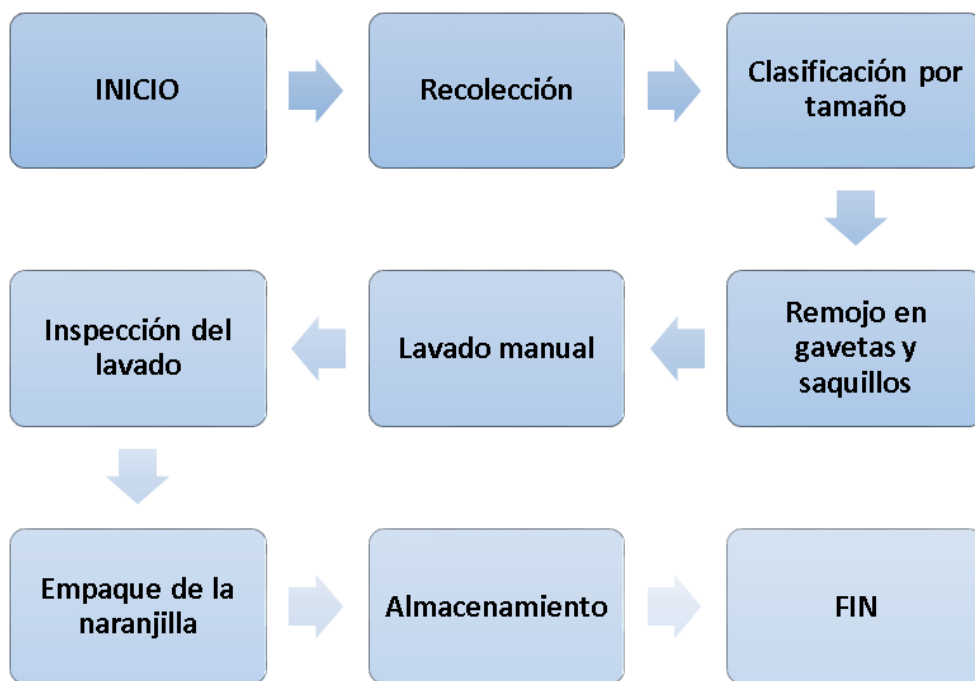 INICIO
Recolección
Clasificación por
tamaño
Remojo en
gavetas y
saquillos
Lavado manual
Inspección del
lavado
Empaque de la
naranjilla
Almacenamiento
FIN